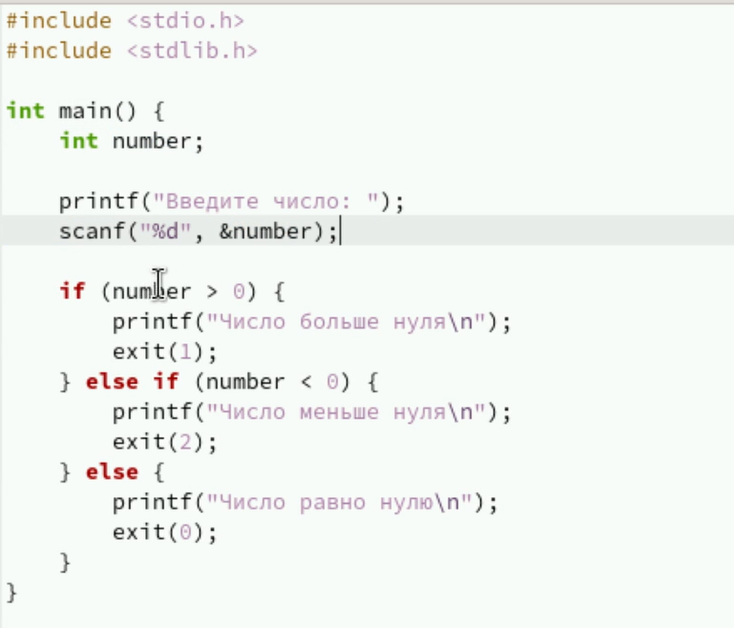 #include <stdio.h>
#include <stdlib.h>
int main() {
    int number;
    printf("Введите число: ");
    scanf("%d", &number);
    if (number > 0) {
        printf("Число больше нуля\n");
        exit(1);
    } else if (number < 0) {
        printf("Число меньше нуля\n");
        exit(2);
    } else {
        printf("Число равно нулю\n");
        exit(0);
    }
}